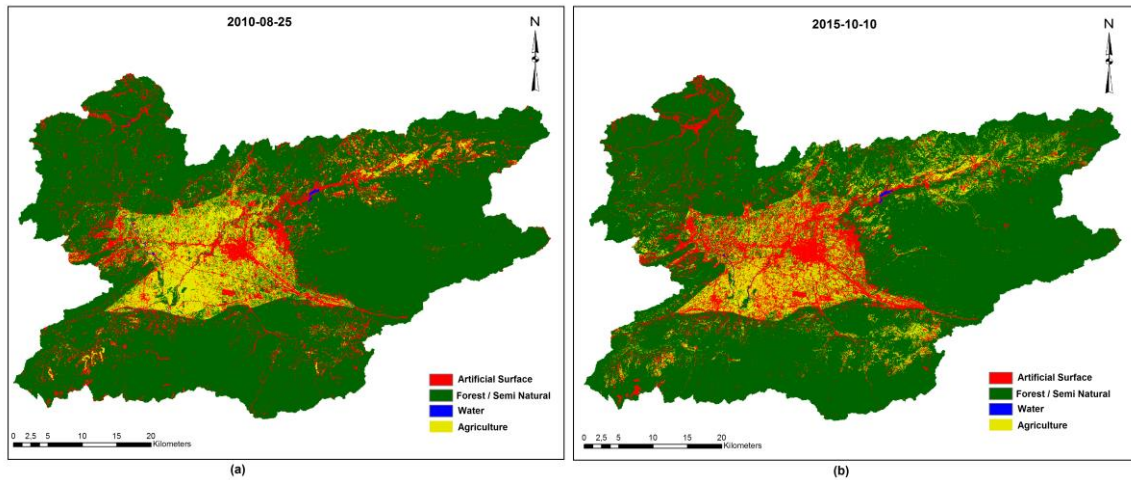 2010-08-25
N
Artificial Surface
Forest / Semi Natural
Water
Agriculture
0 2,5 5 10 15 20
Kilometers
(a)
2015-10-10
N
Artificial Surface
Forest / Semi Natural
Water
Agriculture
0 2,5 5 10 15 20
Kilometers
(b)